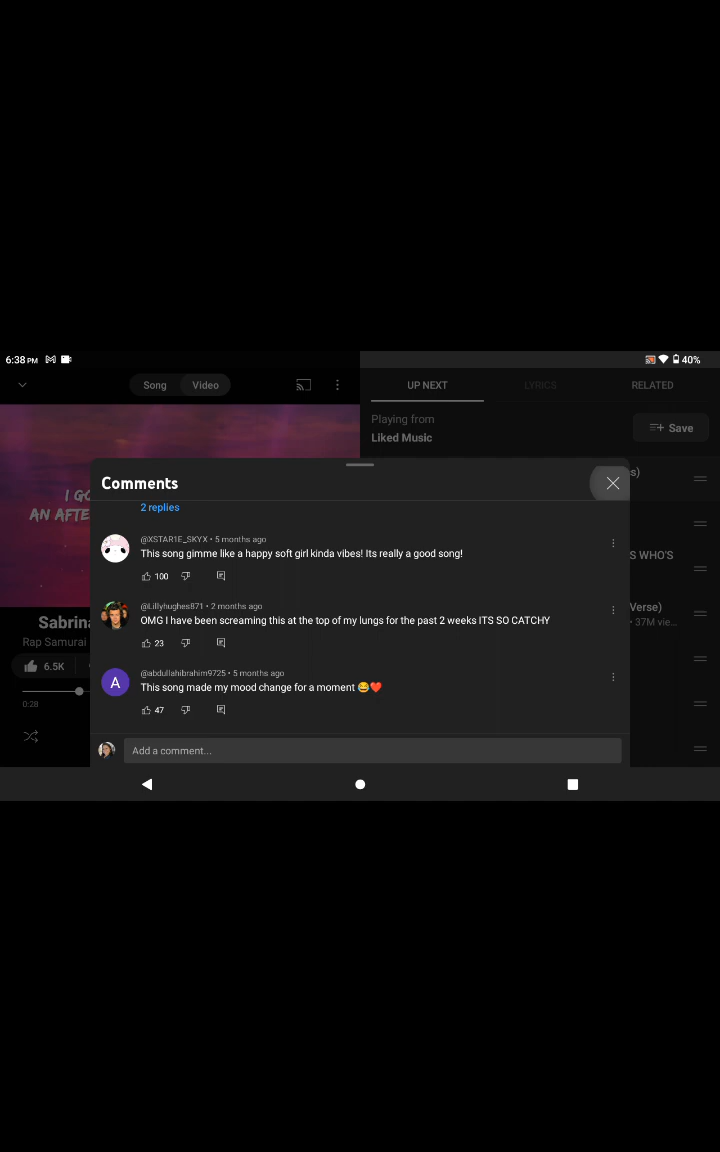 6:38 PM
40%
Song
Video
UP NEXT
LYRICS
RELATED
Playing from
Liked Music
Save
I GO
AN AFTE
Comments
s)
2 replies
@XSTAR1E_SKYX • 5 months ago
This song gimme like a happy soft girl kinda vibes! Its really a good song!
100
S WHO'S
@Lillyhughes871 • 2 months ago
OMG I have been screaming this at the top of my lungs for the past 2 weeks ITS SO CATCHY
23
Verse)
• 37M vie...
Sabrina
Rap Samurai
6.5K
@abdullahibrahim9725 • 5 months ago
This song made my mood change for a moment 😂❤️
47
0:28
Add a comment...
A